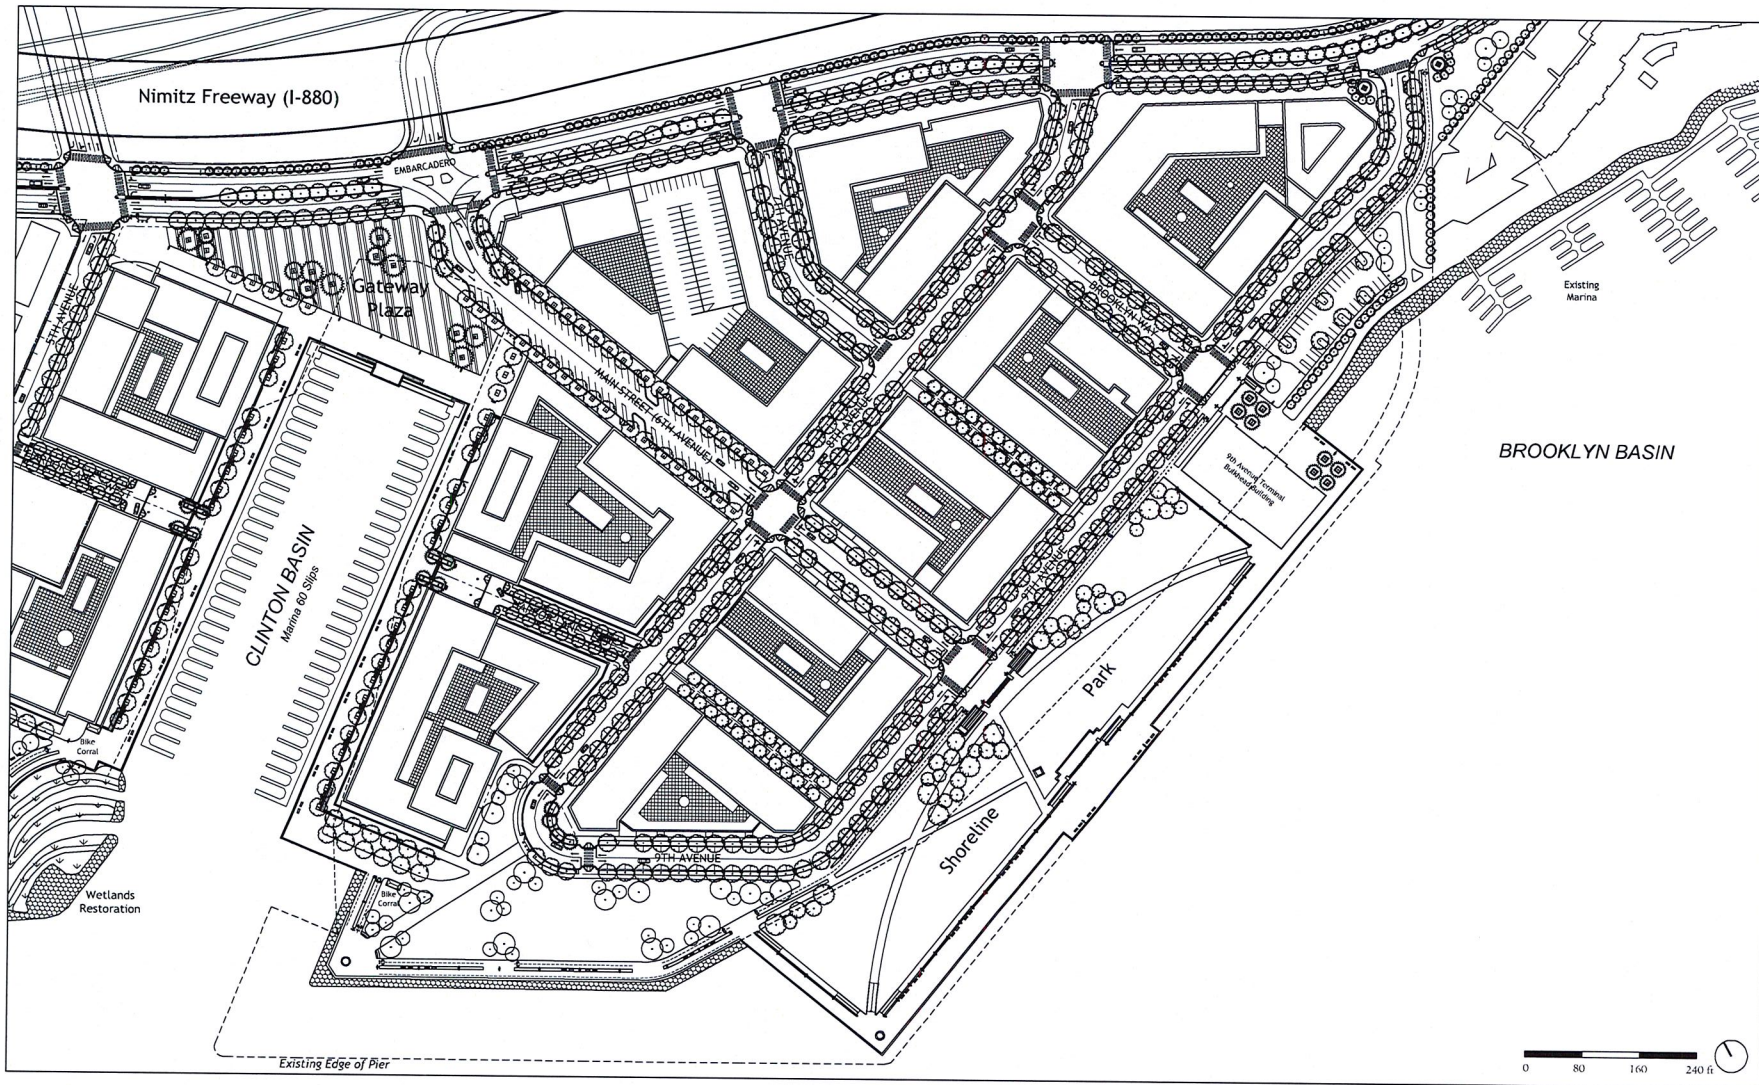 Nimitz Freeway (I-880)
EMBARCADERO
5TH AVENUE
Gateway
Plaza
BROOKLYN WAY
Existing
Marina
MAIN STREET (6TH AVENUE)
BROOKLYN BASIN
9th Avenue Terminal
Bulkhead Building
CLINTON BASIN
Marina 60 Slips
9TH AVENUE
Park
Shoreline
Bike
Corral
9TH AVENUE
Wetlands
Restoration
Bike
Corral
Existing Edge of Pier
0 80 160 240 ft